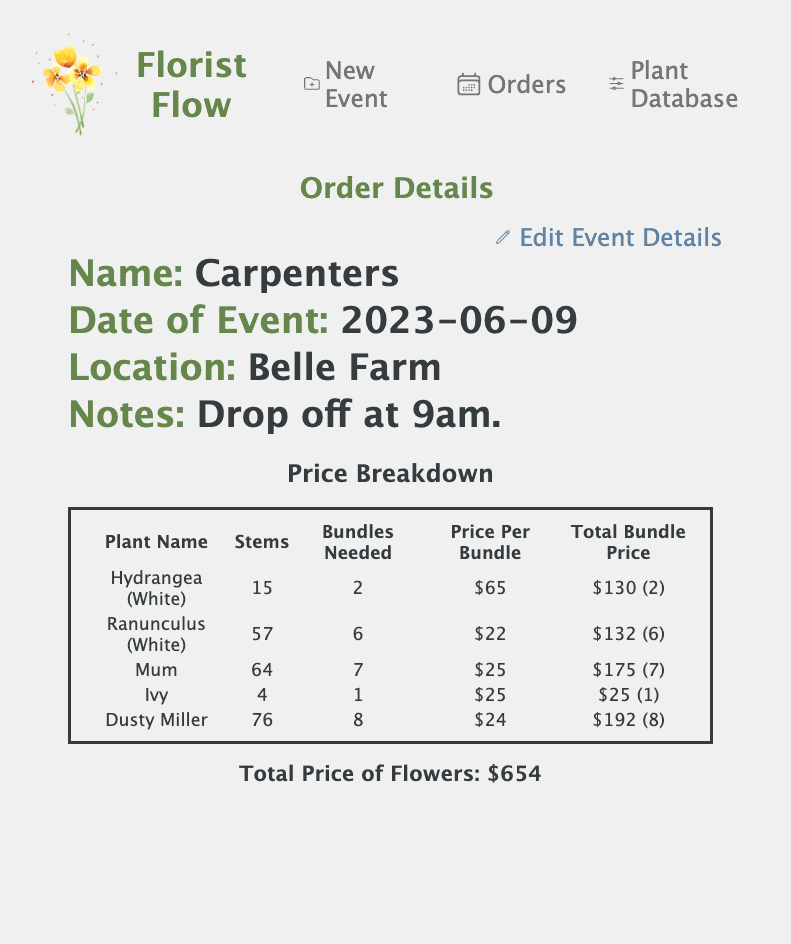 Florist
Flow
New
Event
Orders
Plant
Database
Order Details
Edit Event Details
Name: Carpenters
Date of Event: 2023-06-09
Location: Belle Farm
Notes: Drop off at 9am.
Price Breakdown
Plant Name Stems Bundles Needed Price Per Bundle Total Bundle Price
Hydrangea (White) 15 2 $65 $130 (2)
Ranunculus (White) 57 6 $22 $132 (6)
Mum 64 7 $25 $175 (7)
Ivy 4 1 $25 $25 (1)
Dusty Miller 76 8 $24 $192 (8)
Total Price of Flowers: $654